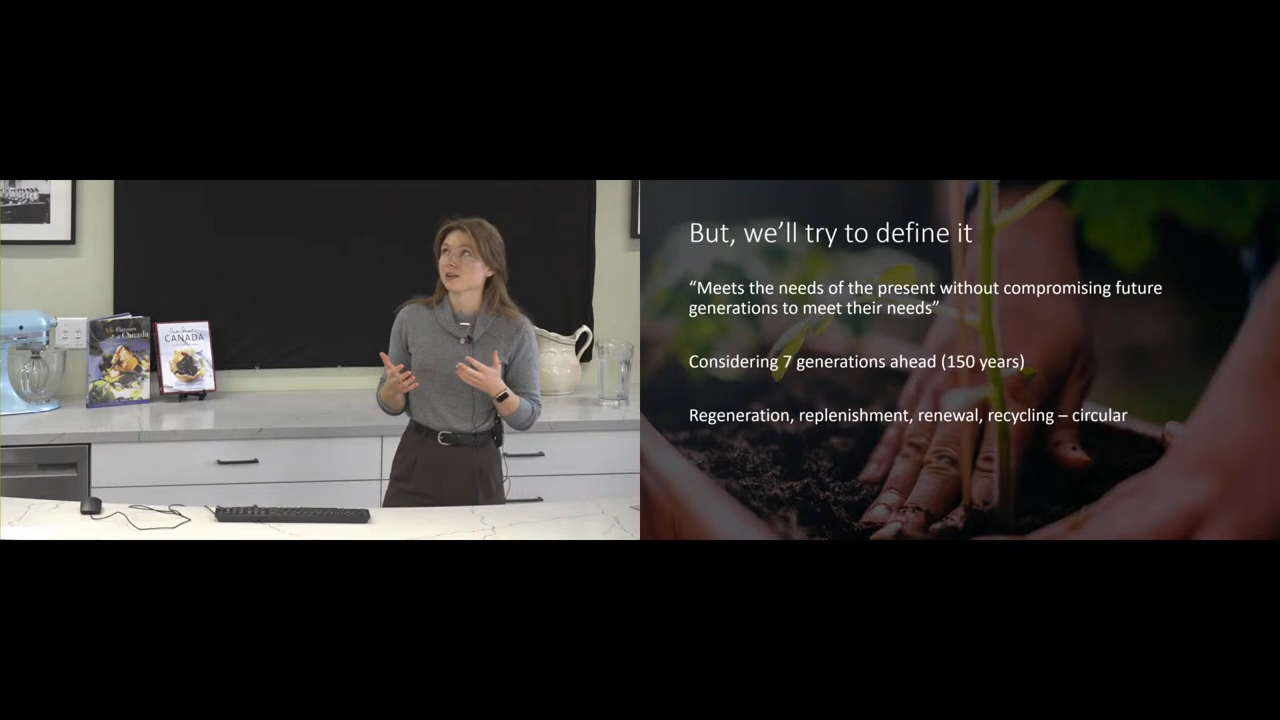 Flavours
of Canada
CANADA
But, we’ll try to define it
“Meets the needs of the present without compromising future
generations to meet their needs”
Considering 7 generations ahead (150 years)
Regeneration, replenishment, renewal, recycling – circular